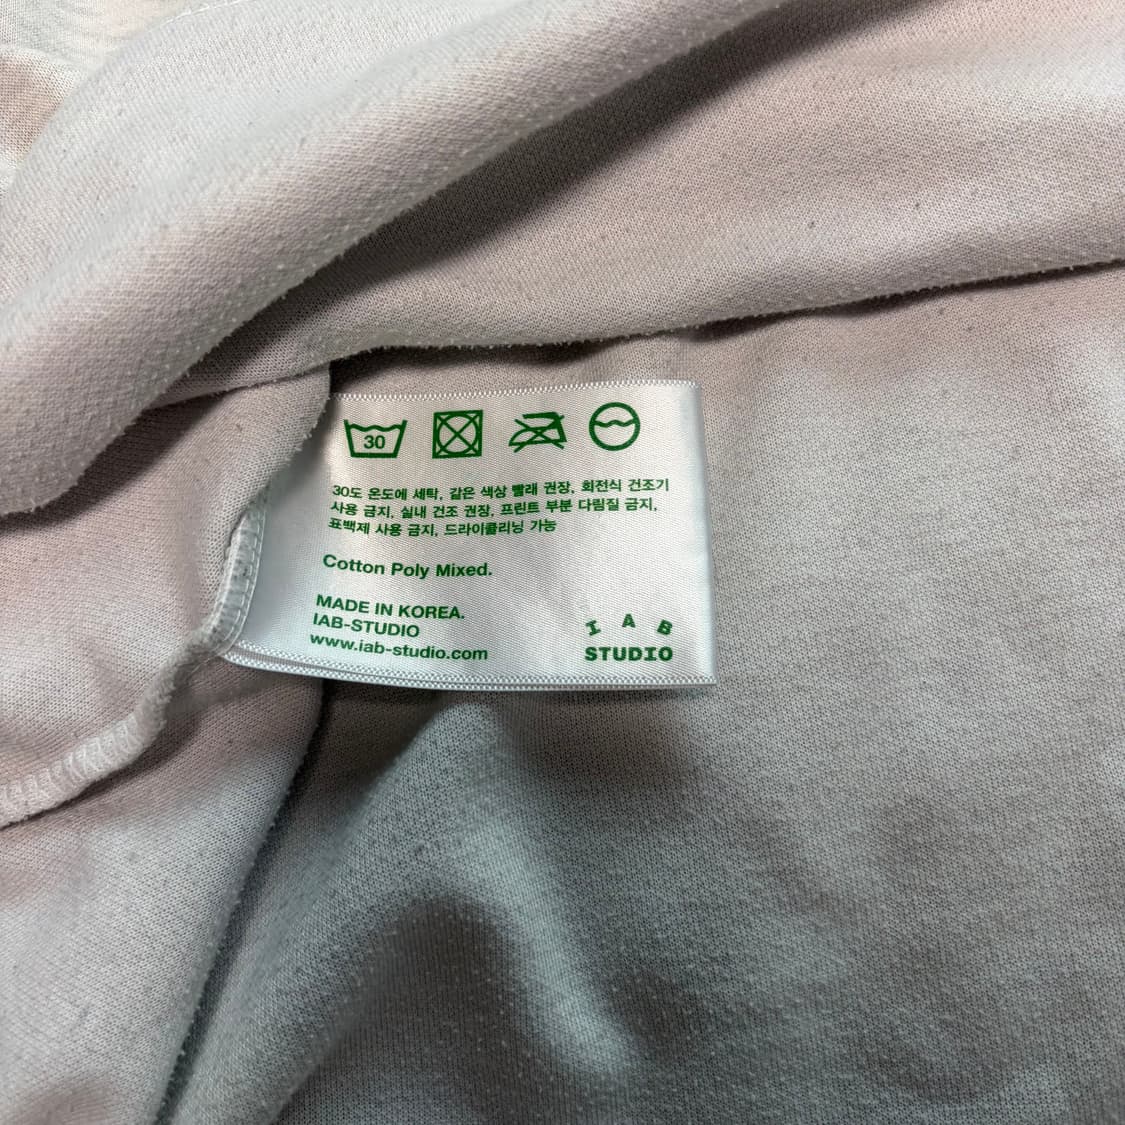 30
30도 온도에 세탁, 같은 색상 빨래 권장, 회전식 건조기
사용 금지, 실내 건조 권장, 프린트 부분 다림질 금지,
표백제 사용 금지, 드라이클리닝 가능
Cotton Poly Mixed.
MADE IN KOREA.
IAB-STUDIO
www.iab-studio.com
I A B
STUDIO